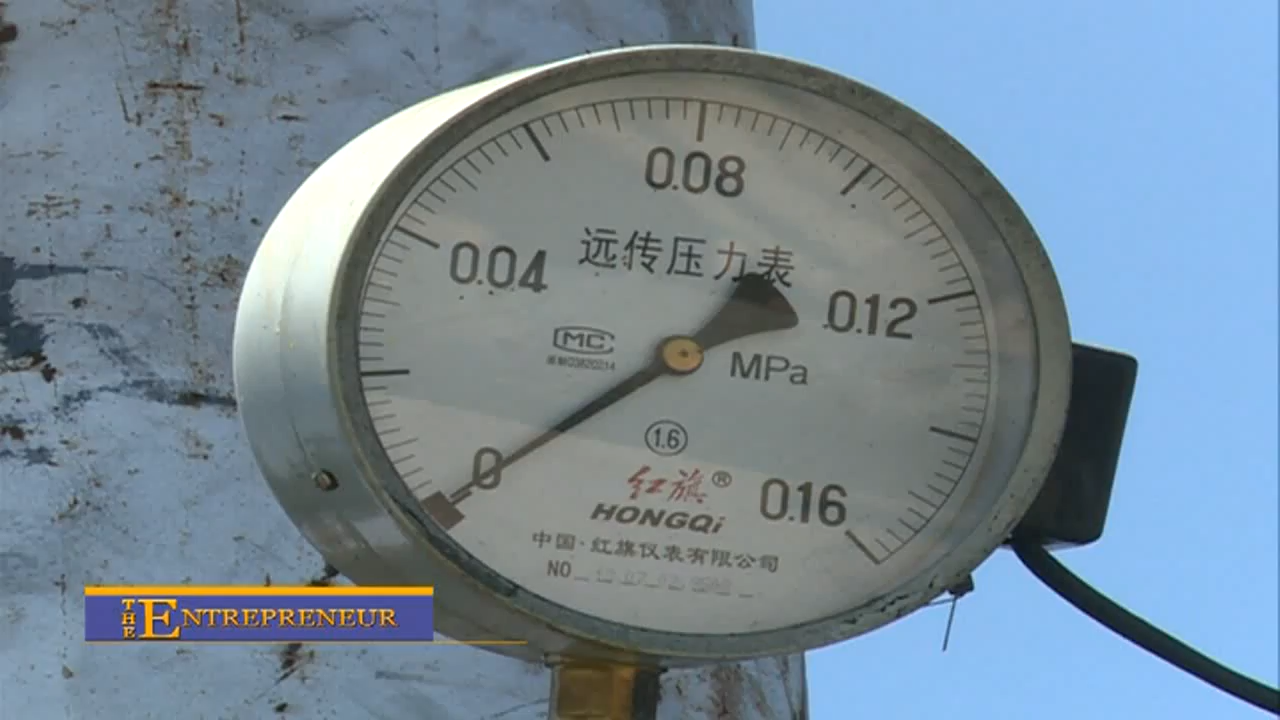 0.08
0.04
远传压力表
0.12
MC
MPa
0
1.6
红旗®
0.16
HONGQi
中国·红旗仪表有限公司
NO
THE ENTREPRENEUR